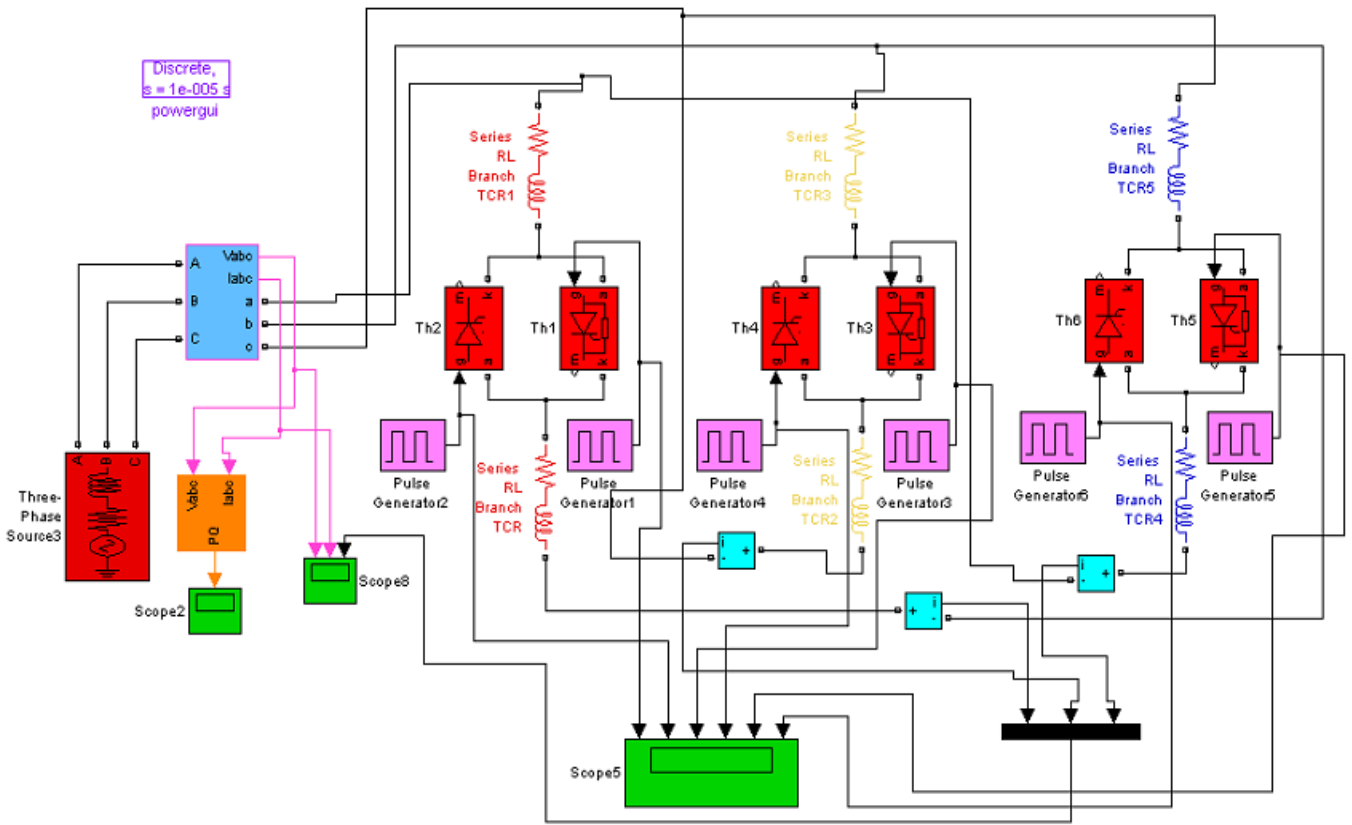 Discrete,
s = 1e-005 s
powergui
Series
RL
Branch
TCR1
Series
RL
Branch
TCR3
Series
RL
Branch
TCR5
A
B
C
Vabc
Iabc
a
b
c
Th2
m
k
g
a
Th1
g
a
m
k
Th4
m
k
g
a
Th3
g
a
m
k
Th6
m
k
g
a
Th5
g
a
m
k
Pulse
Generator2
Pulse
Generator1
Pulse
Generator4
Pulse
Generator3
Pulse
Generator6
Pulse
Generator5
Series
RL
Branch
TCR
Series
RL
Branch
TCR2
Series
RL
Branch
TCR4
A
B
C
Three-
Phase
Source3
Vabc
Iabc
PQ
Scope2
Scope8
i
-
+
i
-
+
+
i
-
Scope5